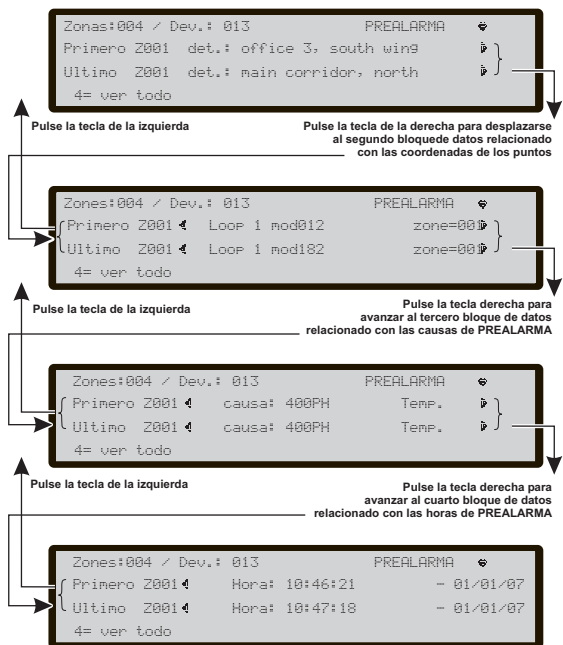 Zonas:004 / Dev.: 013 PREALARMA
Primero Z001 det.: office 3, south wing
Ultimo Z001 det.: main corridor, north
4= ver todo
Pulse la tecla de la izquierda
Pulse la tecla de la derecha para desplazarse
al segundo bloquede datos relacionado
con las coordenadas de los puntos
Zones:004 / Dev.: 013 PREALARMA
Primero Z001 Loop 1 mod012 zone=001
Ultimo Z001 Loop 1 mod182 zone=001
4= ver todo
Pulse la tecla de la izquierda
Pulse la tecla derecha para
avanzar al tercero bloque de datos
relacionado con las causas de PREALARMA
Zones:004 / Dev.: 013 PREALARMA
Primero Z001 causa: 400PH Temp.
Ultimo Z001 causa: 400PH Temp.
4= ver todo
Pulse la tecla de la izquierda
Pulse la tecla derecha para
avanzar al cuarto bloque de datos
relacionado con las horas de PREALARMA
Zones:004 / Dev.: 013 PREALARMA
Primero Z001 Hora: 10:46:21 - 01/01/07
Ultimo Z001 Hora: 10:47:18 - 01/01/07
4= ver todo